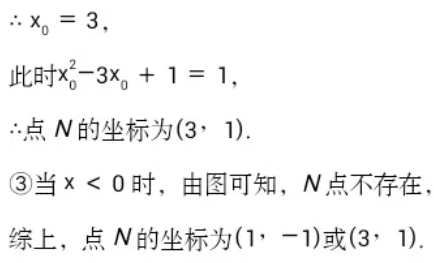 ∴ x₀ = 3，
此时x₀²−3x₀ + 1 = 1，
∴点 N 的坐标为(3，1).
③当 x < 0 时，由图可知，N 点不存在，
综上，点 N 的坐标为(1，−1)或(3，1).